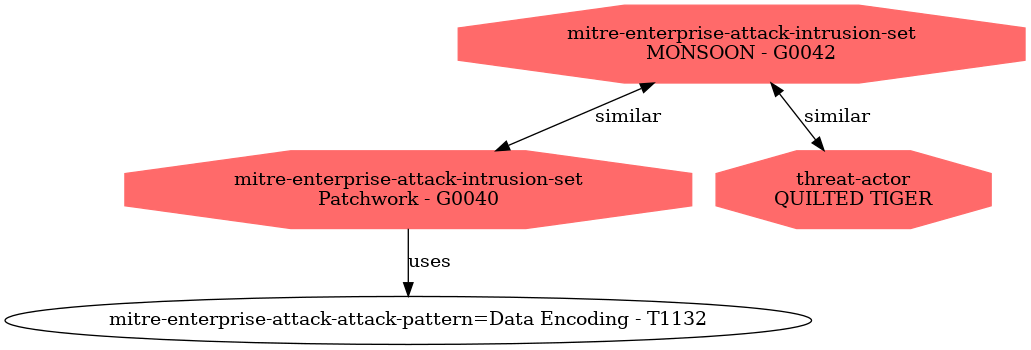 mitre-enterprise-attack-intrusion-set
MONSOON - G0042
similar
similar
mitre-enterprise-attack-intrusion-set
Patchwork - G0040
threat-actor
QUILTED TIGER
uses
mitre-enterprise-attack-attack-pattern=Data Encoding - T1132